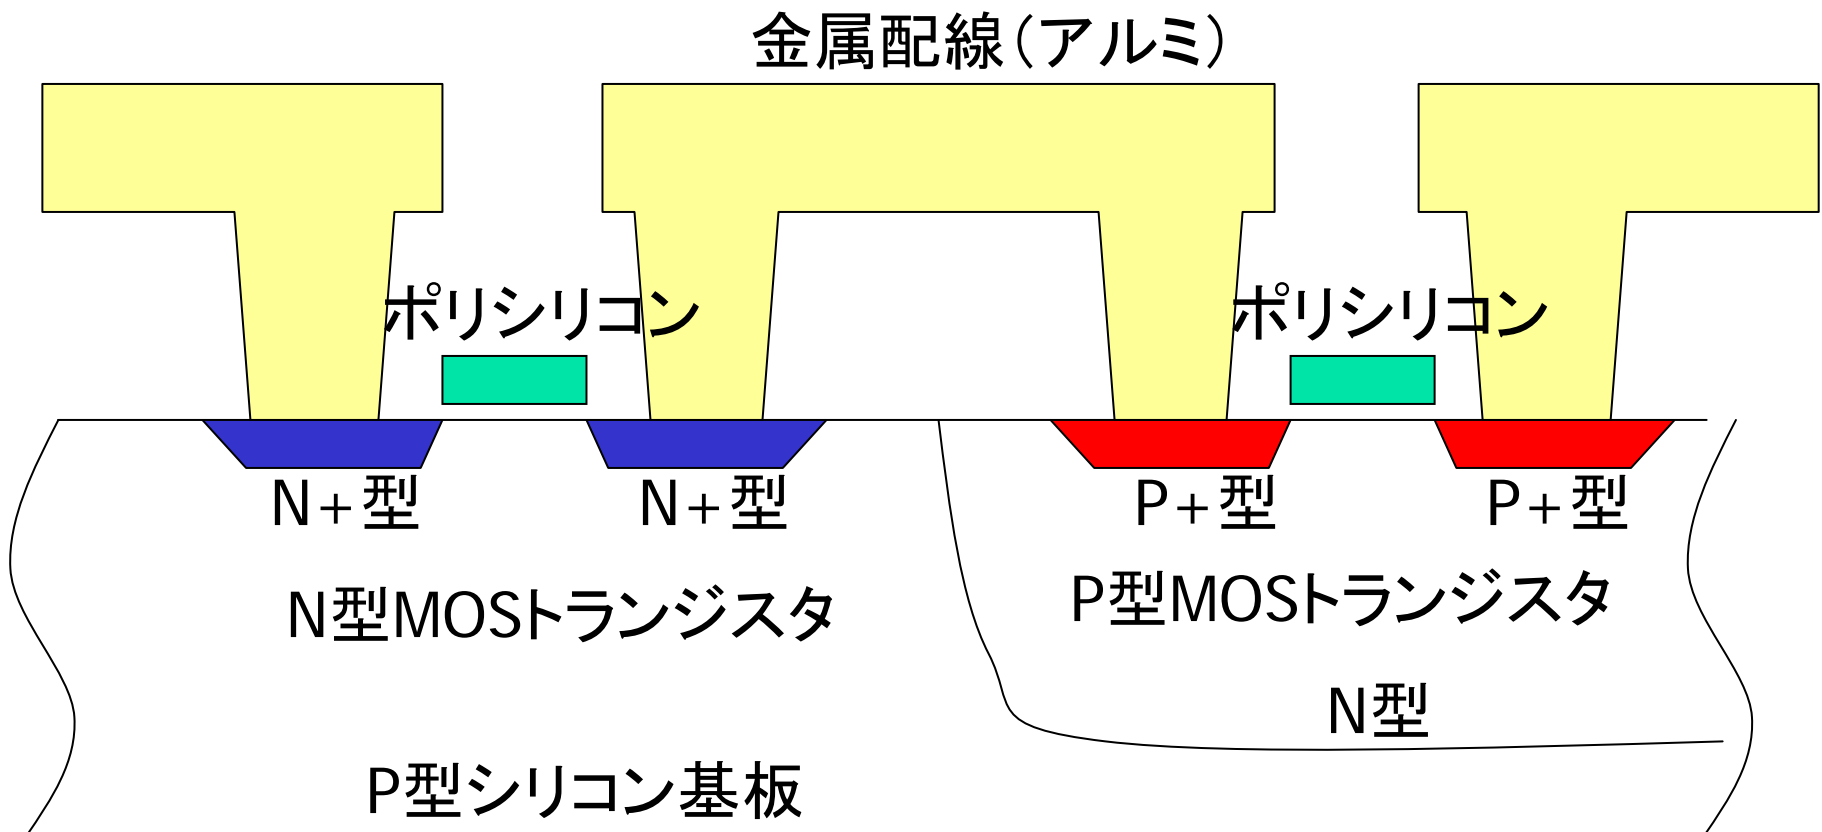 金属配線(アルミ)
ポリシリコン
ポリシリコン
N+型
N+型
P+型
P+型
N型MOSトランジスタ
P型MOSトランジスタ
N型
P型シリコン基板